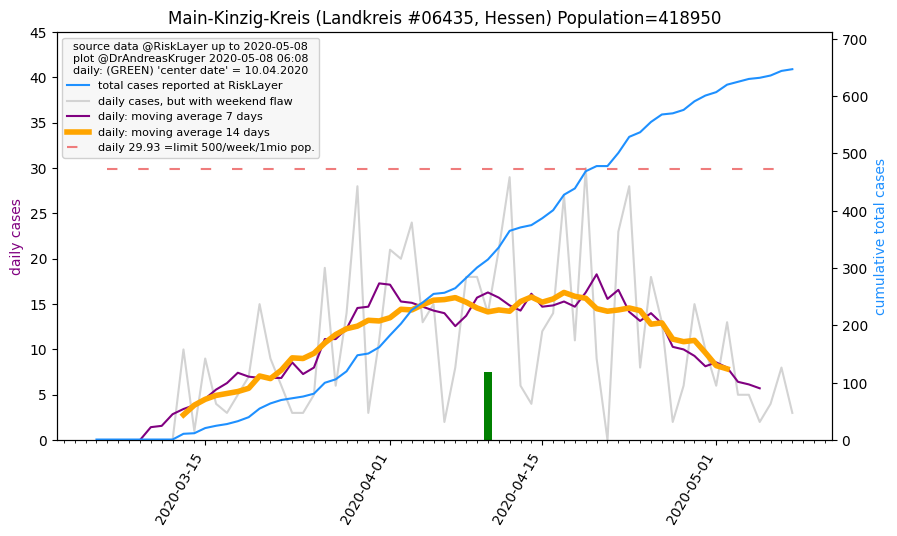 Main-Kinzig-Kreis (Landkreis #06435, Hessen) Population=418950
source data @RiskLayer up to 2020-05-08
plot @DrAndreasKruger 2020-05-08 06:08
daily: (GREEN) 'center date' = 10.04.2020
total cases reported at RiskLayer
daily cases, but with weekend flaw
daily: moving average 7 days
daily: moving average 14 days
daily 29.93 =limit 500/week/1mio pop.
daily cases
45
40
35
30
25
20
15
10
5
0
cumulative total cases
700
600
500
400
300
200
100
0
2020-03-15
2020-04-01
2020-04-15
2020-05-01